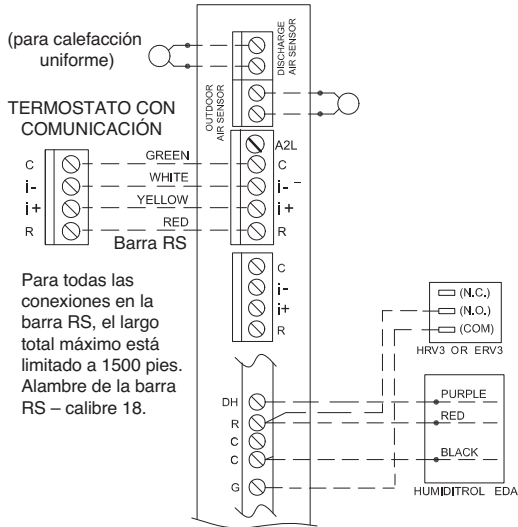 (para calefacción
uniforme)
DISCHARGE
AIR SENSOR
OUTDOOR
AIR SENSOR
TERMOSTATO CON
COMUNICACIÓN
A2L
C
GREEN
C
i-
WHITE
i-
i+
YELLOW
i+
R
RED
R
Barra RS
Para todas las
conexiones en la
barra RS, el largo
total máximo está
limitado a 1500 pies.
Alambre de la barra
RS – calibre 18.
C
i-
i+
R
(N.C.)
(N.O.)
(COM)
HRV3 OR ERV3
DH
R
C
C
G
PURPLE
RED
BLACK
HUMIDITROL EDA